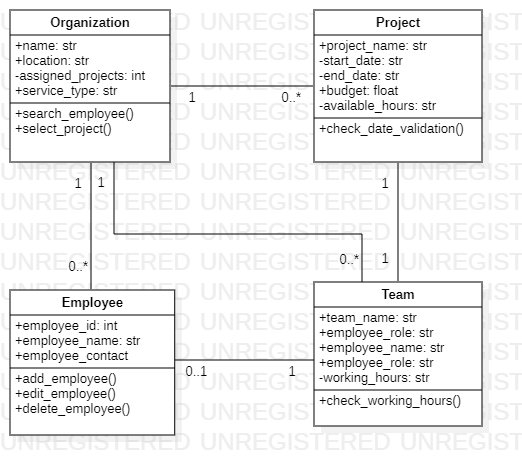 Organization
+name: str
+location: str
-assigned_projects: int
+service_type: str
+search_employee()
+select_project()
Project
+project_name: str
-start_date: str
-end_date: str
+budget: float
-available_hours: str
+check_date_validation()
1
0..*
1
1
1
0..*
0..*
1
Employee
+employee_id: int
+employee_name: str
+employee_contact
+add_employee()
+edit_employee()
+delete_employee()
0..1
1
Team
+team_name: str
+employee_role: str
+employee_name: str
+employee_role: str
-working_hours: str
+check_working_hours()
UNREGISTERED